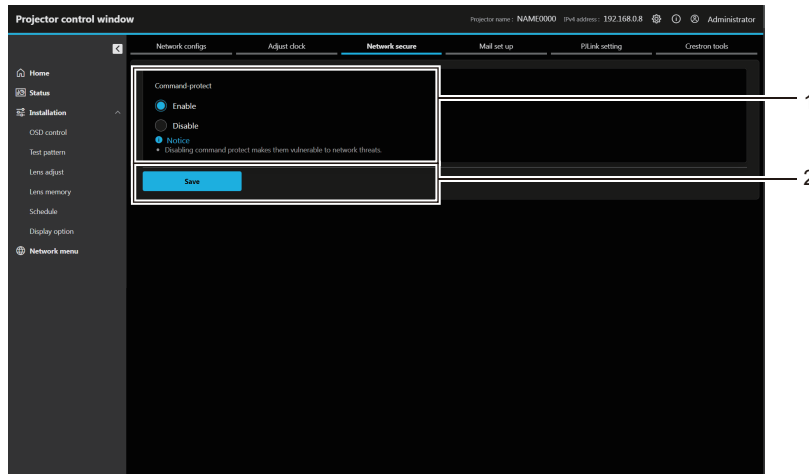 Projector control window
Projector name : NAME0000 IPv4 address : 192.168.0.8 Administrator
Network configs Adjust clock Network secure Mail set up PJLink setting Crestron tools
Home
Status
Installation
OSD control
Test pattern
Lens adjust
Lens memory
Schedule
Display option
Network menu
Command-protect
Enable
Disable
Notice
• Disabling command protect makes them vulnerable to network threats.
Save
1
2